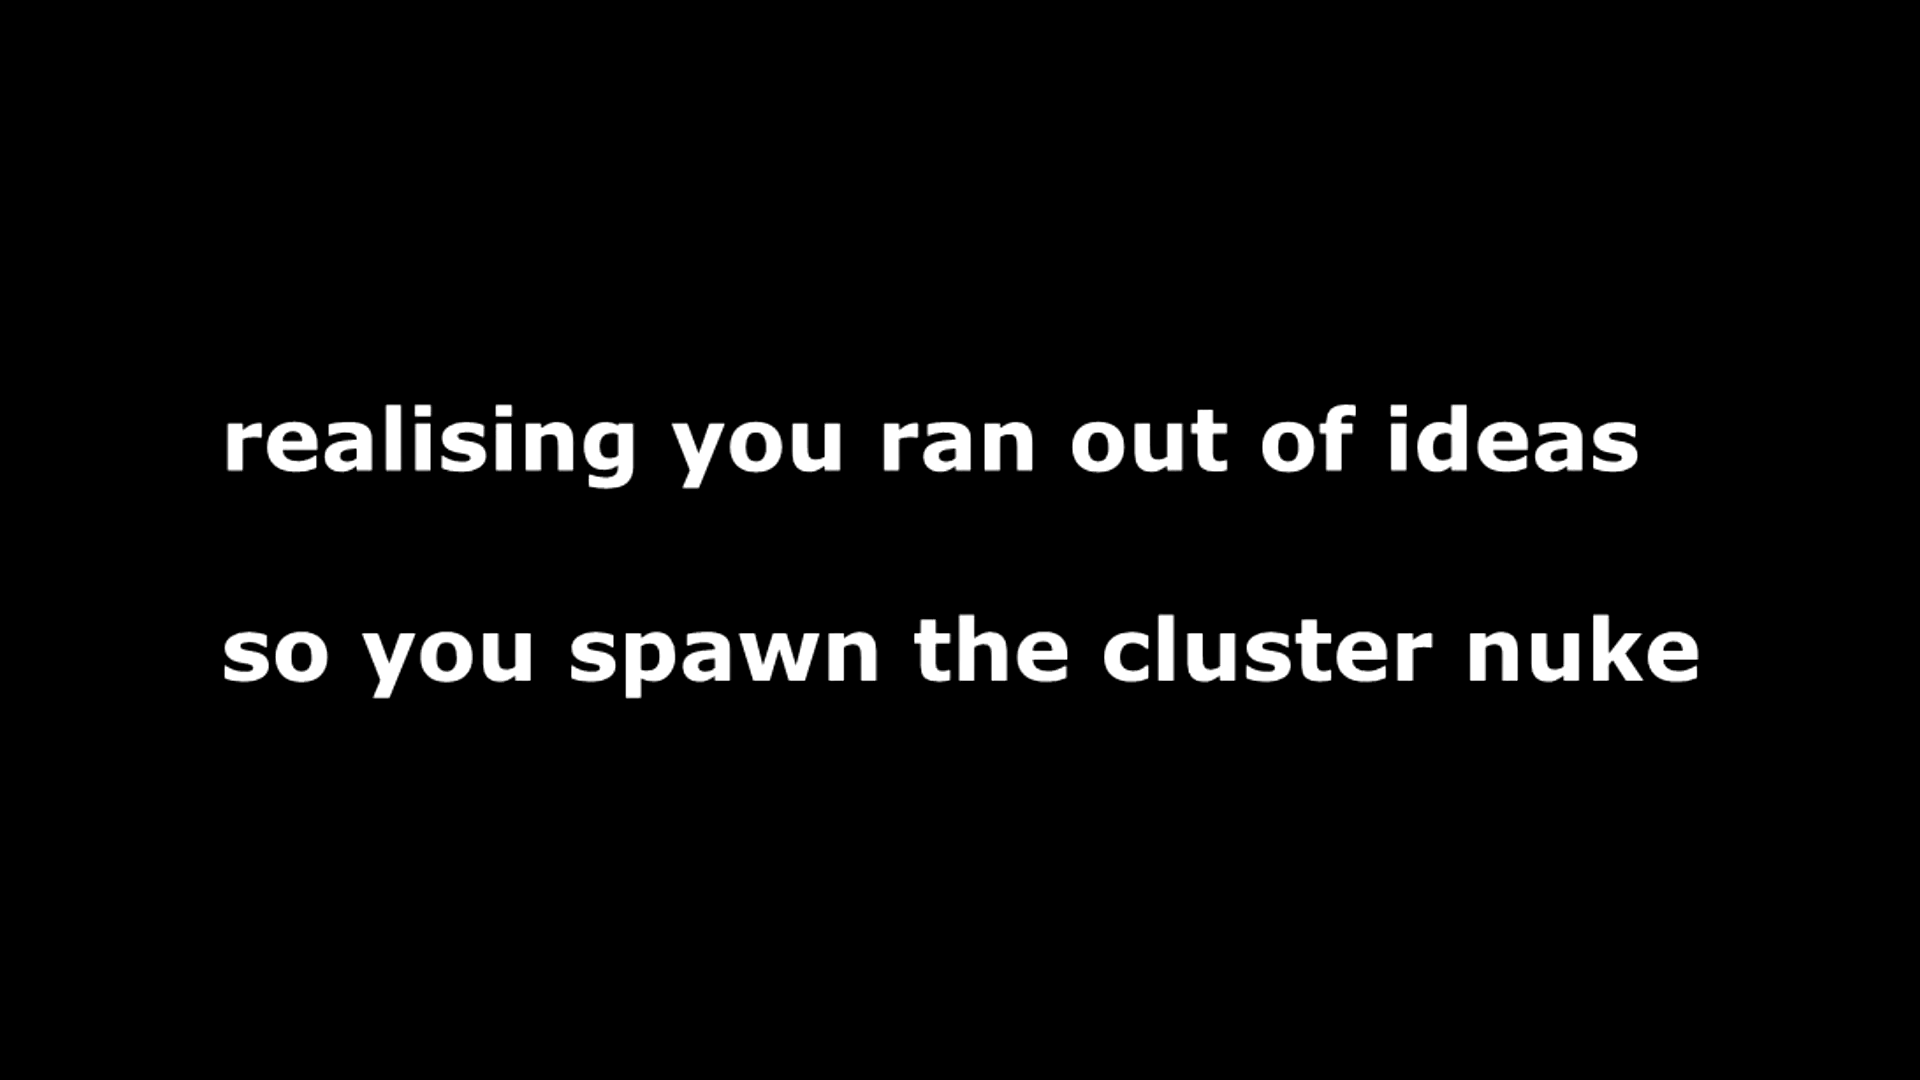 realising you ran out of ideas
so you spawn the cluster nuke